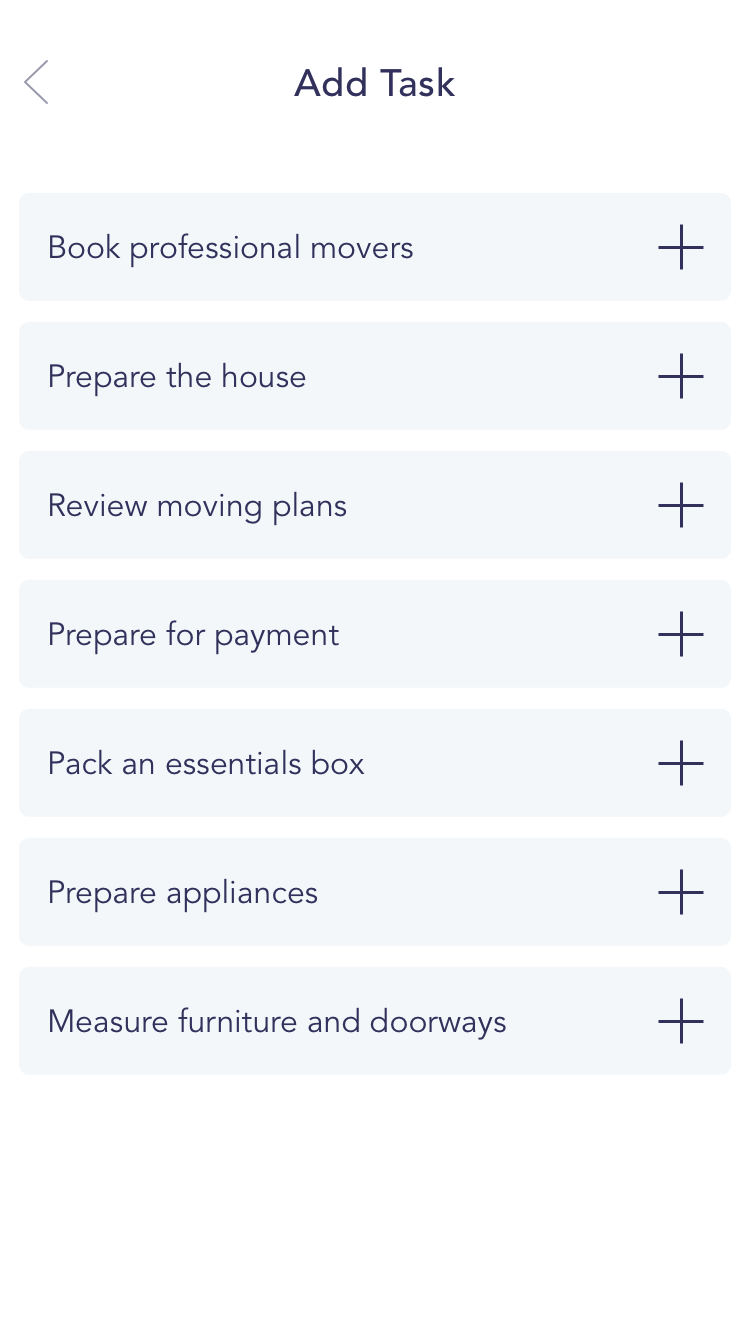 Add Task
Book professional movers
Prepare the house
Review moving plans
Prepare for payment
Pack an essentials box
Prepare appliances
Measure furniture and doorways